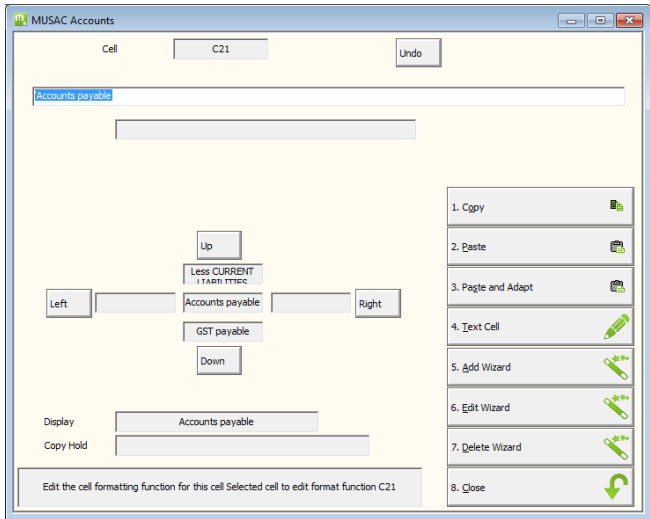 MUSAC Accounts
Cell
C21
Undo
'Accounts payable
1. Copy
2. Paste
3. Paste and Adapt
4. Text Cell
5. Add Wizard
6. Edit Wizard
7. Delete Wizard
8. Close
Up
Less CURRENT
LIABILITIES
Left
Accounts payable
Right
GST payable
Down
Display
Accounts payable
Copy Hold
Edit the cell formatting function for this cell Selected cell to edit format function C21